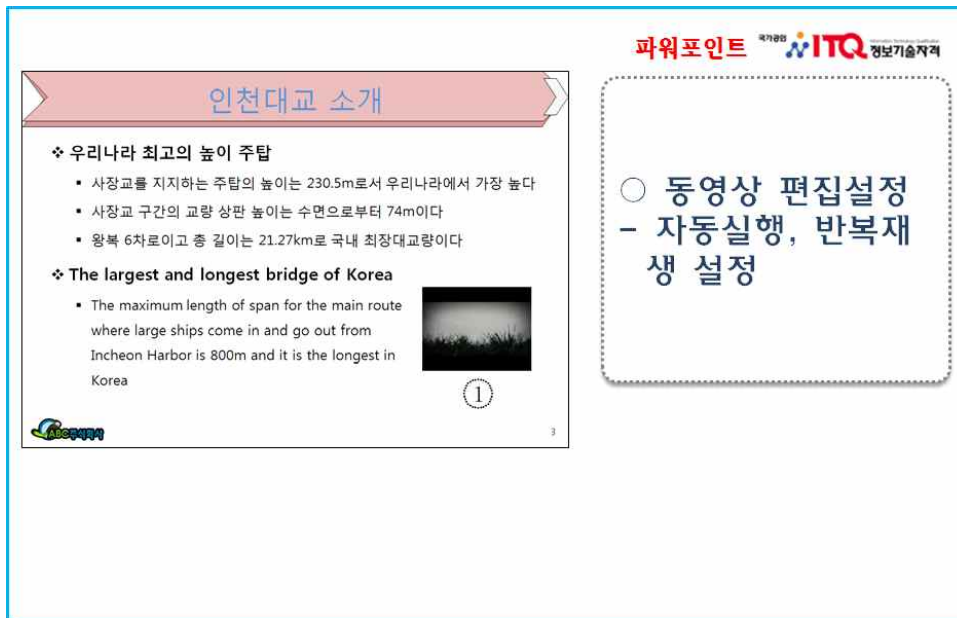 파워포인트 국가공인 ITQ 정보기술자격
인천대교 소개
❖ 우리나라 최고의 높이 주탑
▪ 사장교를 지지하는 주탑의 높이는 230.5m로서 우리나라에서 가장 높다
▪ 사장교 구간의 교량 상판 높이는 수면으로부터 74m이다
▪ 왕복 6차로이고 총 길이는 21.27km로 국내 최장대교량이다
❖ The largest and longest bridge of Korea
▪ The maximum length of span for the main route
where large ships come in and go out from
Incheon Harbor is 800m and it is the longest in
Korea
①
ABC주식회사
3
○ 동영상 편집설정
– 자동실행, 반복재
생 설정